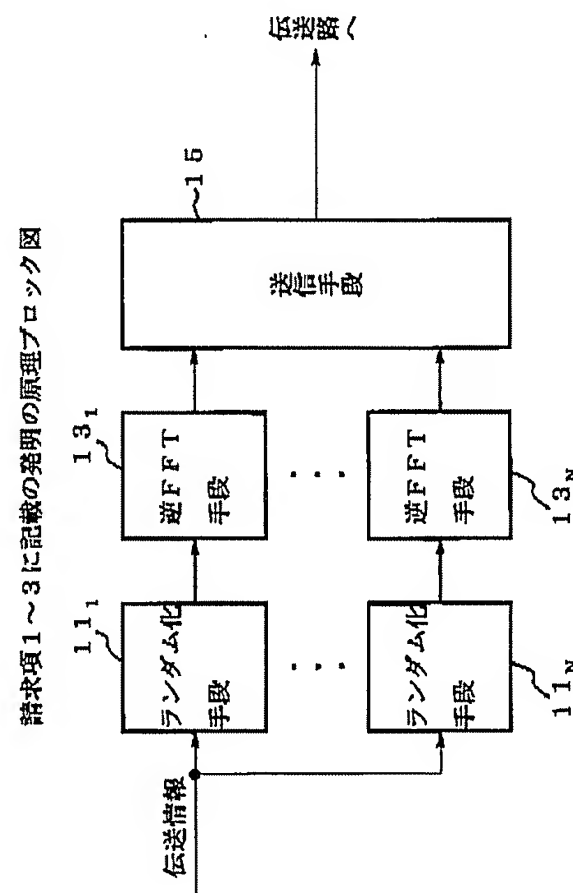 請求項１～３に記載の発明の原理ブロック図
伝送情報
１１₁
ランダム化
手段
１３₁
逆ＦＦＴ
手段
～１５
送信手段
伝送路へ
１１N
ランダム化
手段
１３N
逆ＦＦＴ
手段